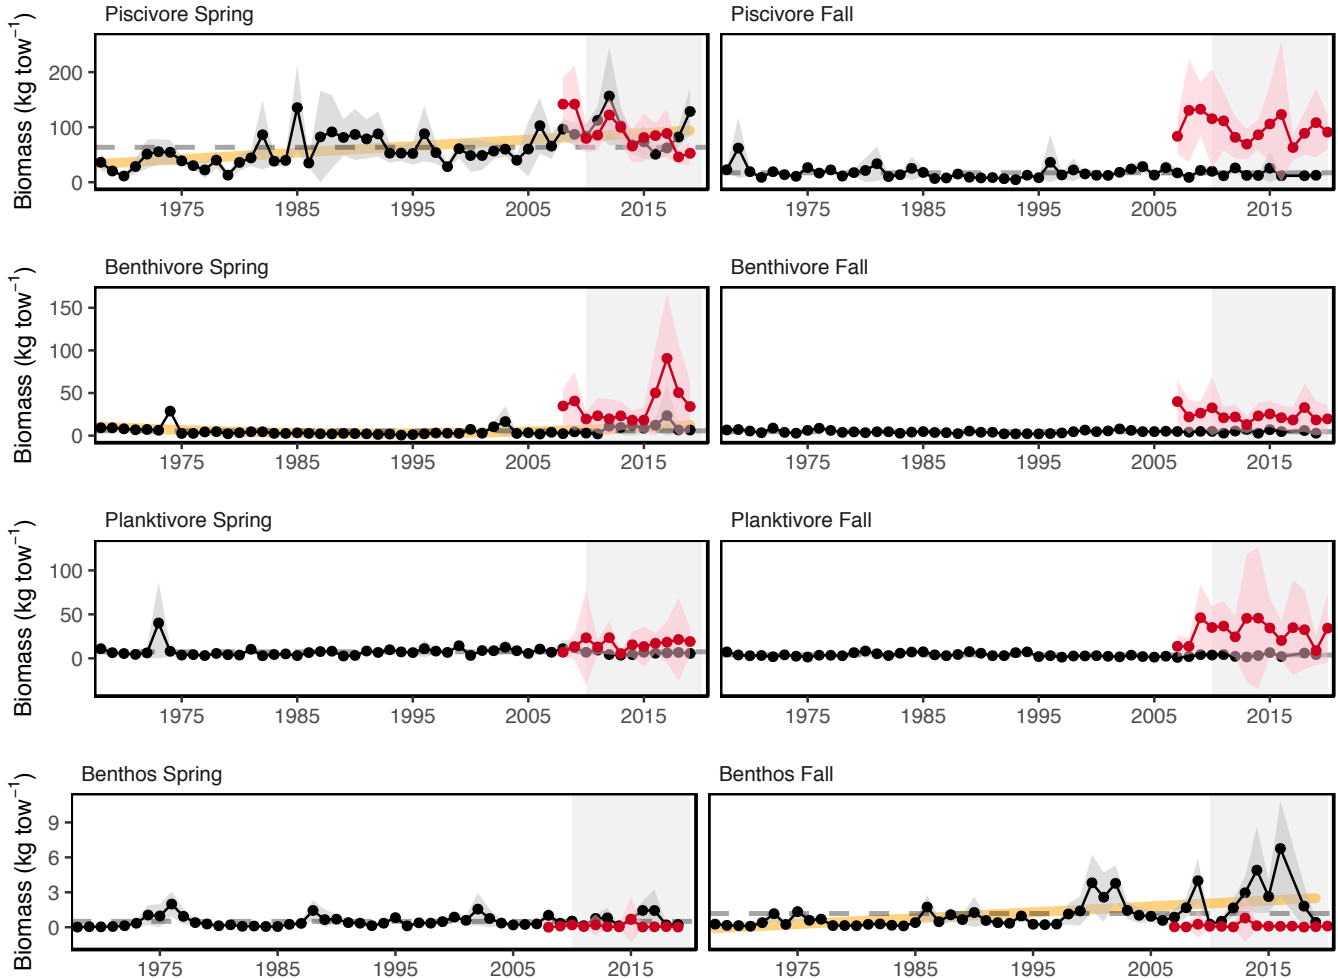 Piscivore Spring
Piscivore Fall
Biomass (kg tow⁻¹)
200
100
0
1975 1985 1995 2005 2015
1975 1985 1995 2005 2015
Benthivore Spring
Benthivore Fall
Biomass (kg tow⁻¹)
150
100
50
0
1975 1985 1995 2005 2015
1975 1985 1995 2005 2015
Planktivore Spring
Planktivore Fall
Biomass (kg tow⁻¹)
100
50
0
1975 1985 1995 2005 2015
1975 1985 1995 2005 2015
Benthos Spring
Benthos Fall
Biomass (kg tow⁻¹)
9
6
3
0
1975 1985 1995 2005 2015
1975 1985 1995 2005 2015